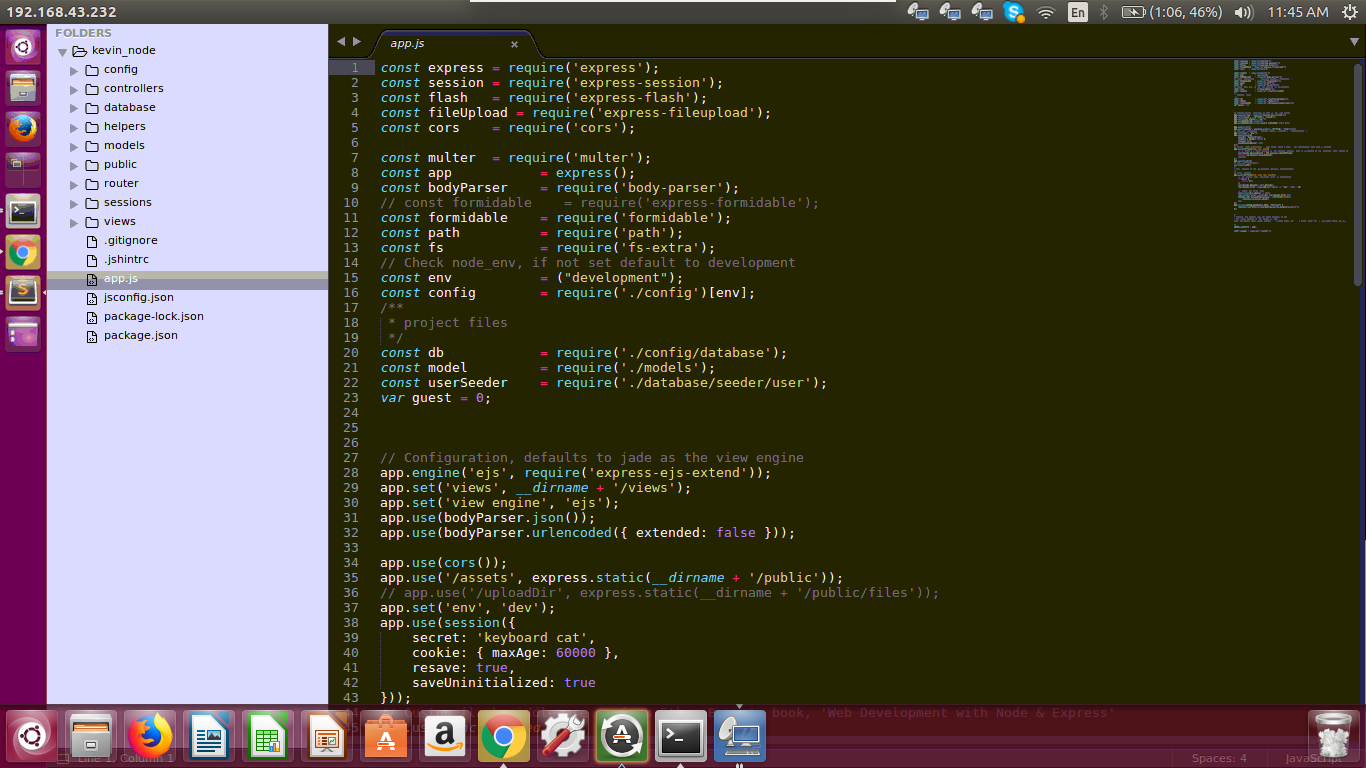 192.168.43.232
En
(1:06, 46%)
11:45 AM
FOLDERS
kevin_node
config
controllers
database
helpers
models
public
router
sessions
views
.gitignore
.jshintrc
app.js
jsconfig.json
package-lock.json
package.json
app.js ×
1 const express = require('express');
2 const session = require('express-session');
3 const flash   = require('express-flash');
4 const fileUpload = require('express-fileupload');
5 const cors    = require('cors');
6
7 const multer  = require('multer');
8 const app           = express();
9 const bodyParser    = require('body-parser');
10 // const formidable    = require('express-formidable');
11 const formidable    = require('formidable');
12 const path          = require('path');
13 const fs            = require('fs-extra');
14 // Check node_env, if not set default to development
15 const env           = ("development");
16 const config        = require('./config')[env];
17 /**
18  * project files
19  */
20 const db            = require('./config/database');
21 const model         = require('./models');
22 const userSeeder    = require('./database/seeder/user');
23 var guest = 0;
24
25
26
27 // Configuration, defaults to jade as the view engine
28 app.engine('ejs', require('express-ejs-extend'));
29 app.set('views', __dirname + '/views');
30 app.set('view engine', 'ejs');
31 app.use(bodyParser.json());
32 app.use(bodyParser.urlencoded({ extended: false }));
33
34 app.use(cors());
35 app.use('/assets', express.static(__dirname + '/public'));
36 // app.use('/uploadDir', express.static(__dirname + '/public/files'));
37 app.set('env', 'dev');
38 app.use(session({
39     secret: 'keyboard cat',
40     cookie: { maxAge: 60000 },
41     resave: true,
42     saveUninitialized: true
43 }));
book, 'Web Development with Node & Express'
Line 1, Column 1
Spaces: 4
JavaScript